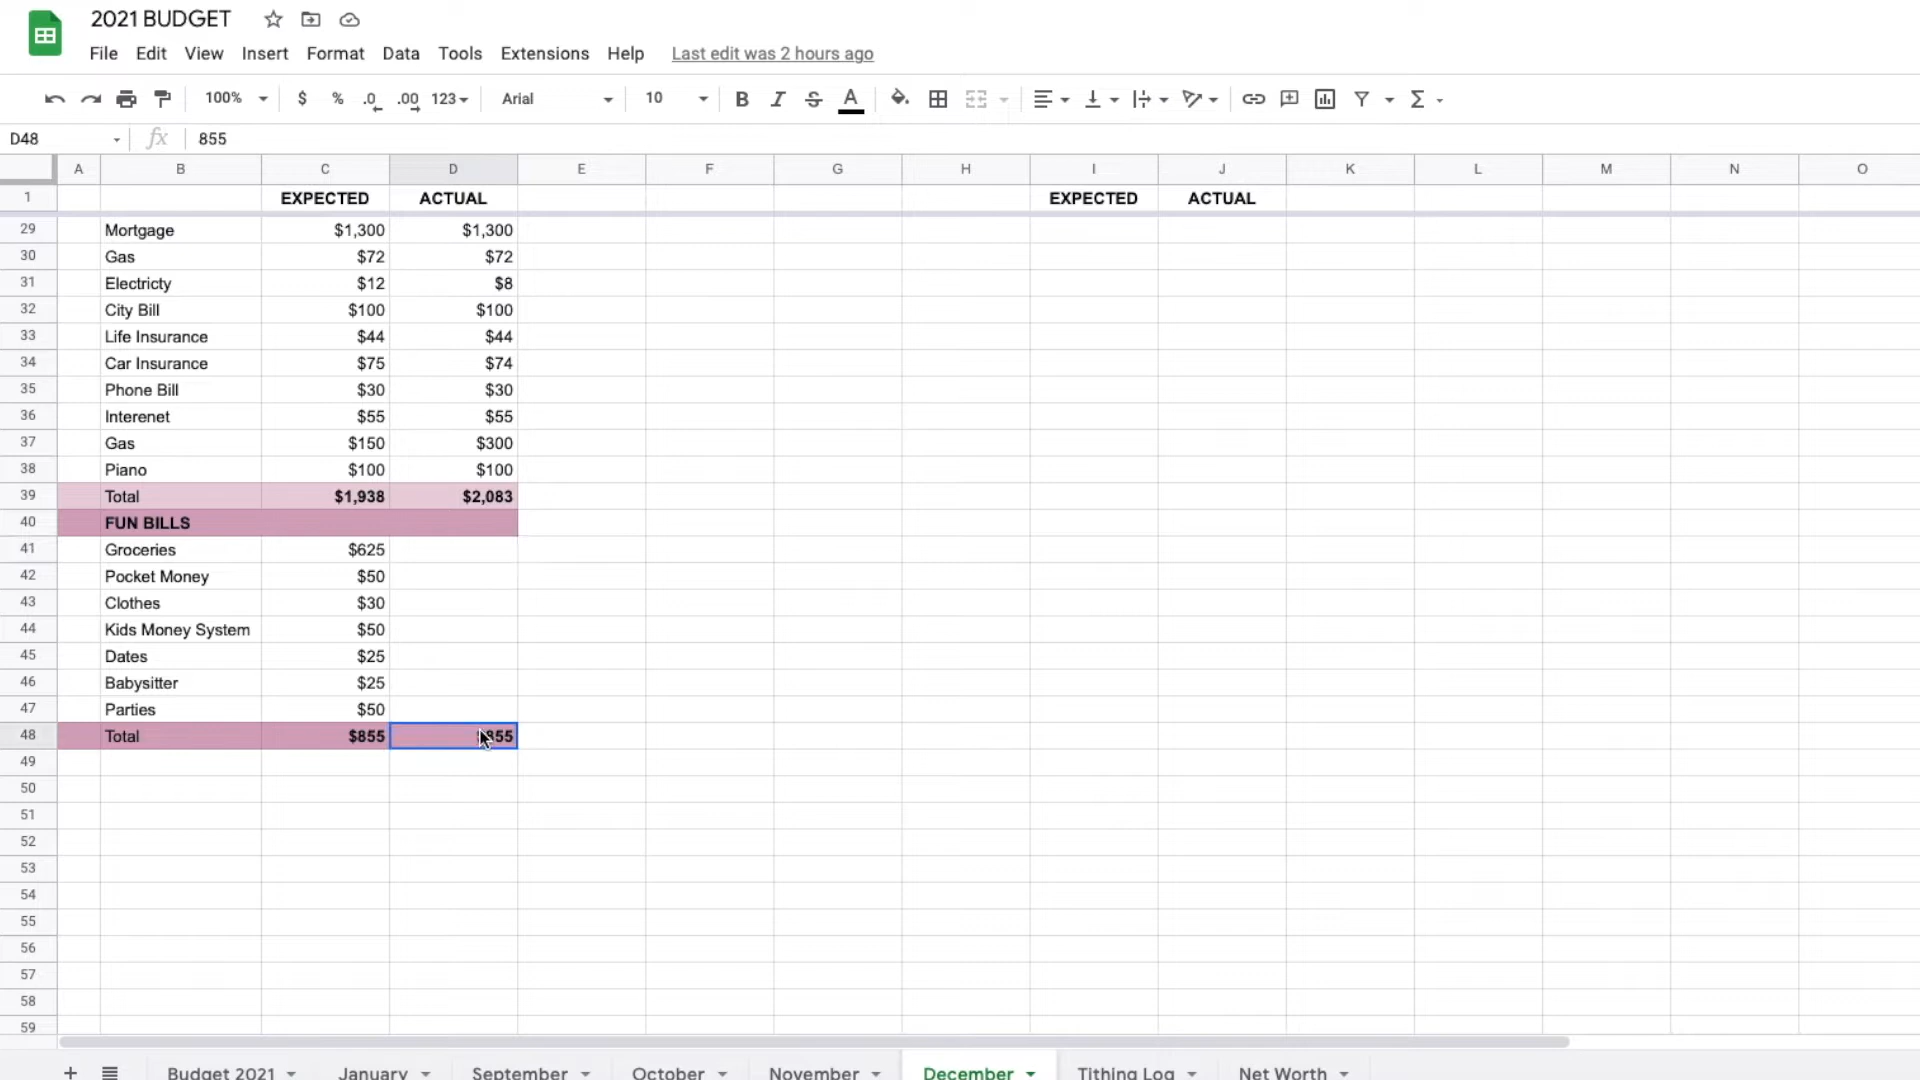 2021 BUDGET
File Edit View Insert Format Data Tools Extensions Help Last edit was 2 hours ago
100% $ % .0 .00 123 Arial 10 B I S A Σ
D48 fx 855
A B C D E F G H I J K L M N O
1 EXPECTED ACTUAL EXPECTED ACTUAL
29 Mortgage $1,300 $1,300
30 Gas $72 $72
31 Electricty $12 $8
32 City Bill $100 $100
33 Life Insurance $44 $44
34 Car Insurance $75 $74
35 Phone Bill $30 $30
36 Interenet $55 $55
37 Gas $150 $300
38 Piano $100 $100
39 Total $1,938 $2,083
40 FUN BILLS
41 Groceries $625
42 Pocket Money $50
43 Clothes $30
44 Kids Money System $50
45 Dates $25
46 Babysitter $25
47 Parties $50
48 Total $855 $855
49
50
51
52
53
54
55
56
57
58
59
+ Budget 2021 January September October November December Tithing Log Net Worth